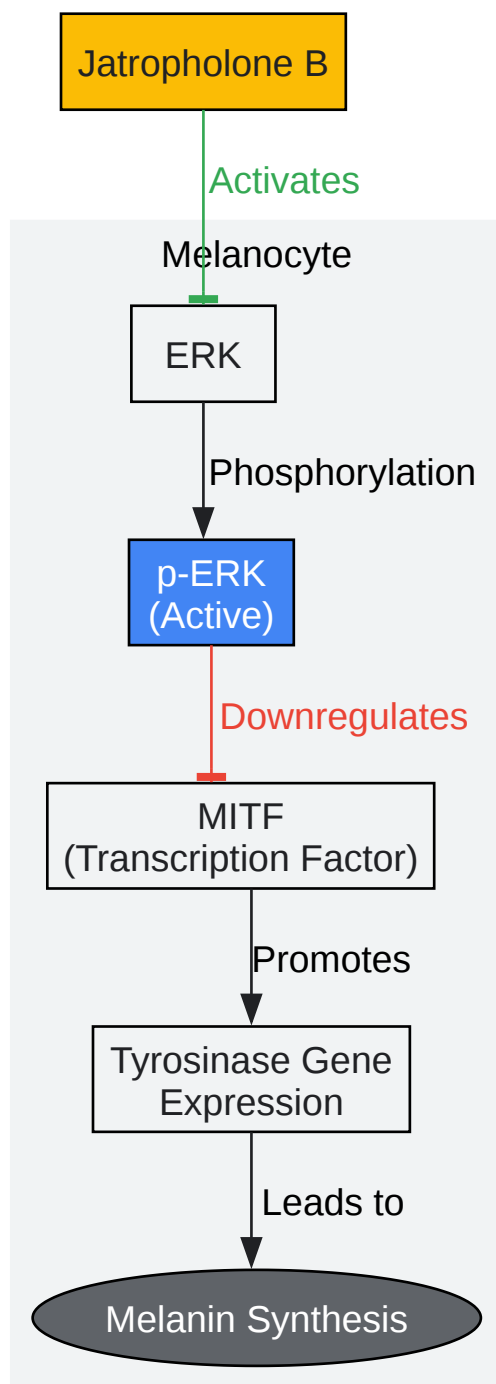 Jatropholone B
Activates
Melanocyte
ERK
Phosphorylation
p-ERK
(Active)
Downregulates
MITF
(Transcription Factor)
Promotes
Tyrosinase Gene
Expression
Leads to
Melanin Synthesis